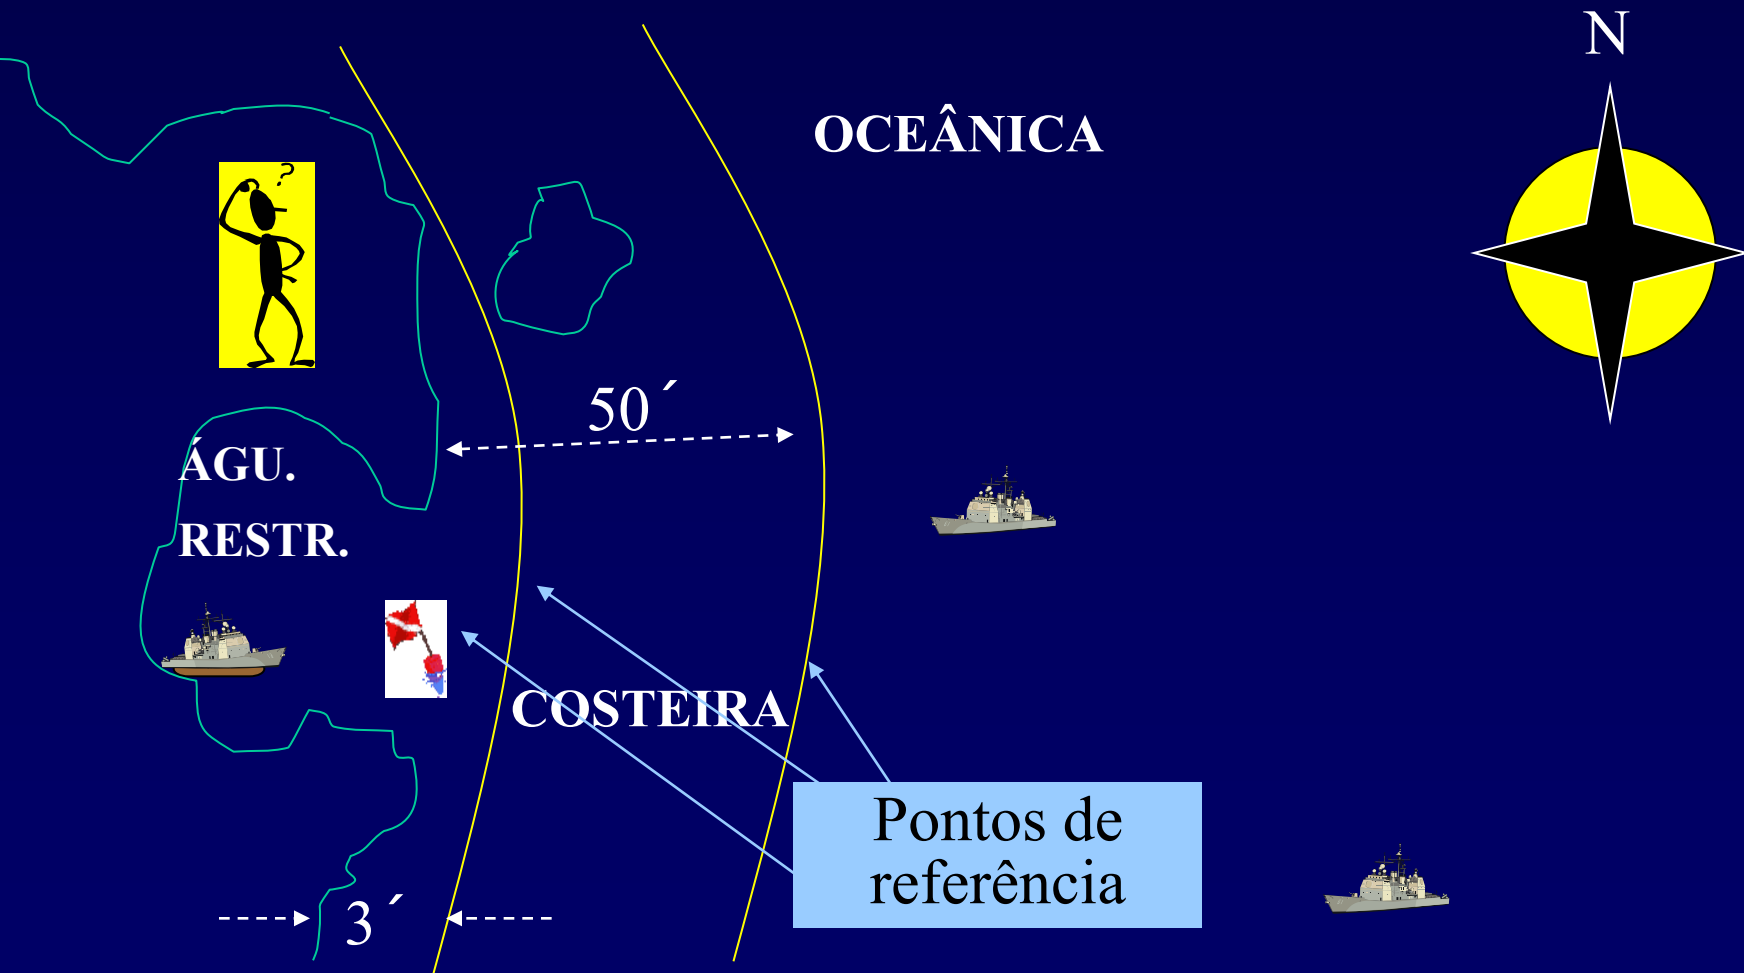 N
OCEÂNICA
?
50´
ÁGU.
RESTR.
COSTEIRA
Pontos de
referência
3´